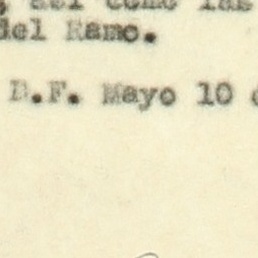 así como las
del Ramo.
D.F. Mayo 10 d